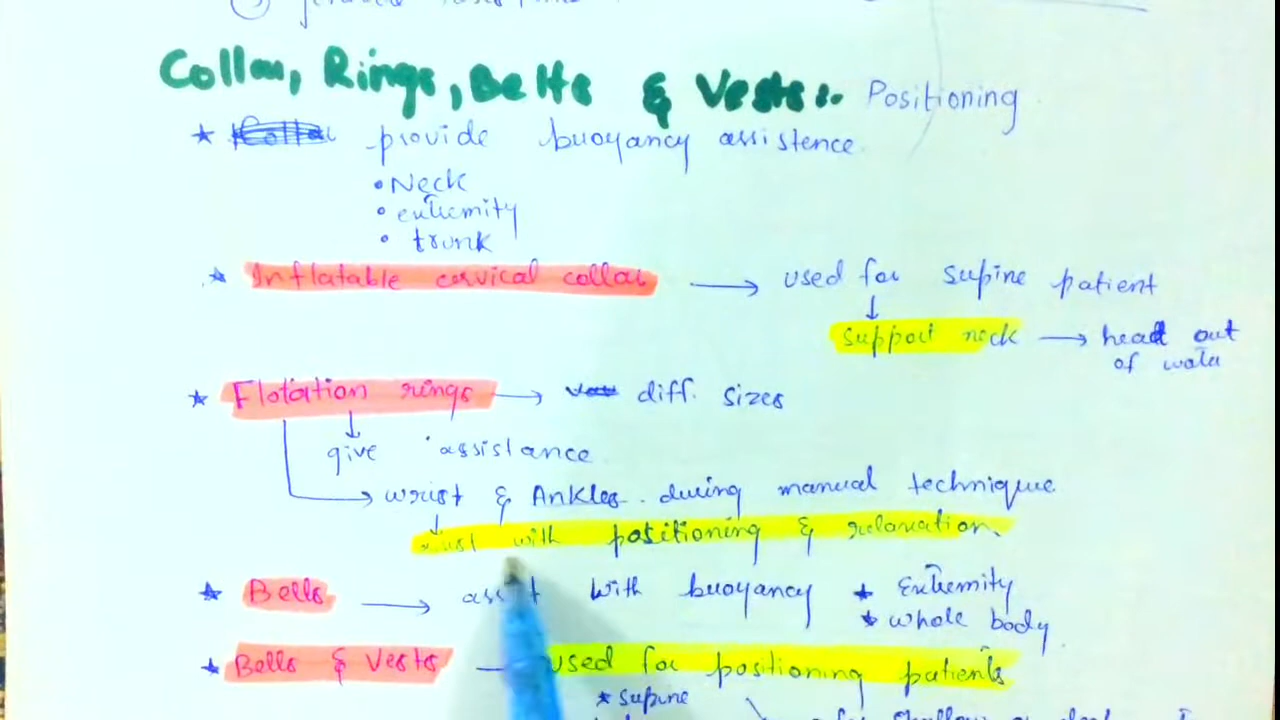 Collar, Rings, Belts & Vests:. Positioning
★ provide buoyancy assistence
• Neck
• extremity
• trunk
★ Inflatable cervical collar → used for supine patient
↓
support neck → head out
of water
★ Flotation rings → diff. sizes
↓
give assistance
→ wrist & Ankles. during manual technique
↓
with positioning & relaxation.
★ Belts → assist with buoyancy ★ Extremity
★ whole body
★ Belts & Vests — used for positioning patients
★ supine